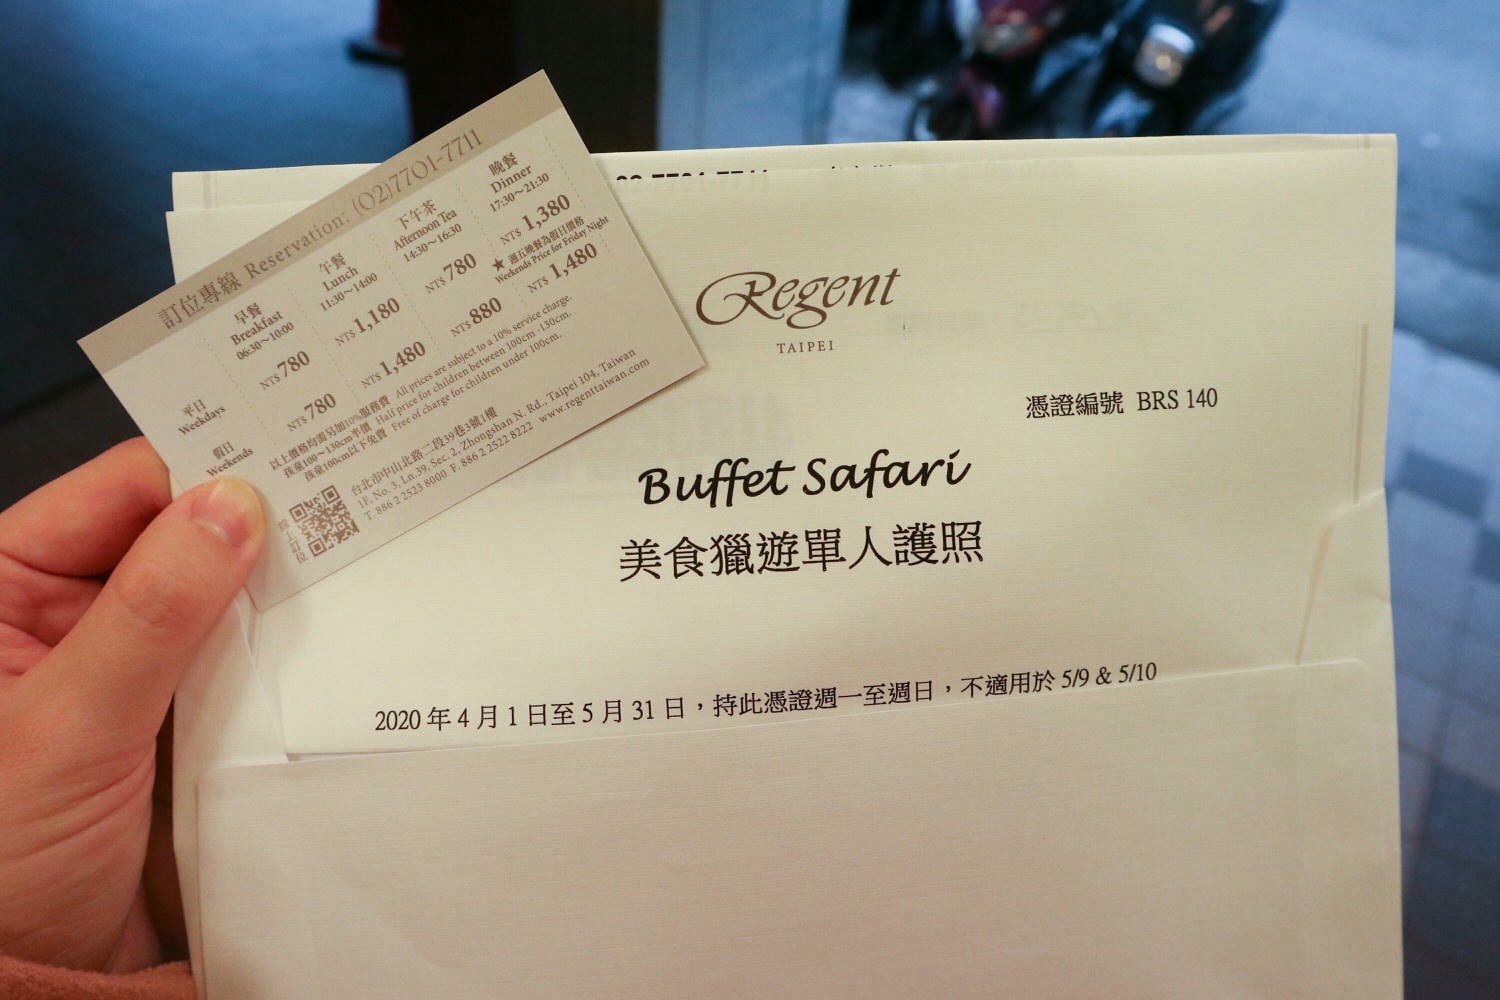 訂位專線 Reservation: (02)7701-7711
早餐
Breakfast
06:30~10:00
午餐
Lunch
11:30~14:00
下午茶
Afternoon Tea
14:30~16:30
晚餐
Dinner
17:30~21:30
平日
Weekdays
NT$ 780
NT$ 1,180
NT$ 780
NT$ 1,380
★ 週五晚餐為假日價格
Weekends Price for Friday Night
假日
Weekends
NT$ 780
NT$ 1,480
NT$ 880
NT$ 1,480
以上價格均需另加10%服務費 All prices are subject to a 10% service charge.
孩童100~130cm半價 Half price for children between 100cm -130cm.
孩童100cm以下免費 Free of charge for children under 100cm.
線上訂位
台北市中山北路二段39巷3號1樓
1F, No. 3, Ln.39, Sec. 2, Zhongshan N. Rd., Taipei 104, Taiwan
T. 886 2 2523 8000 F. 886 2 2522 8222 www.regenttaiwan.com
Regent
TAIPEI
憑證編號 BRS 140
Buffet Safari
美食獵遊單人護照
2020 年 4 月 1 日至 5 月 31 日，持此憑證週一至週日，不適用於 5/9 & 5/10